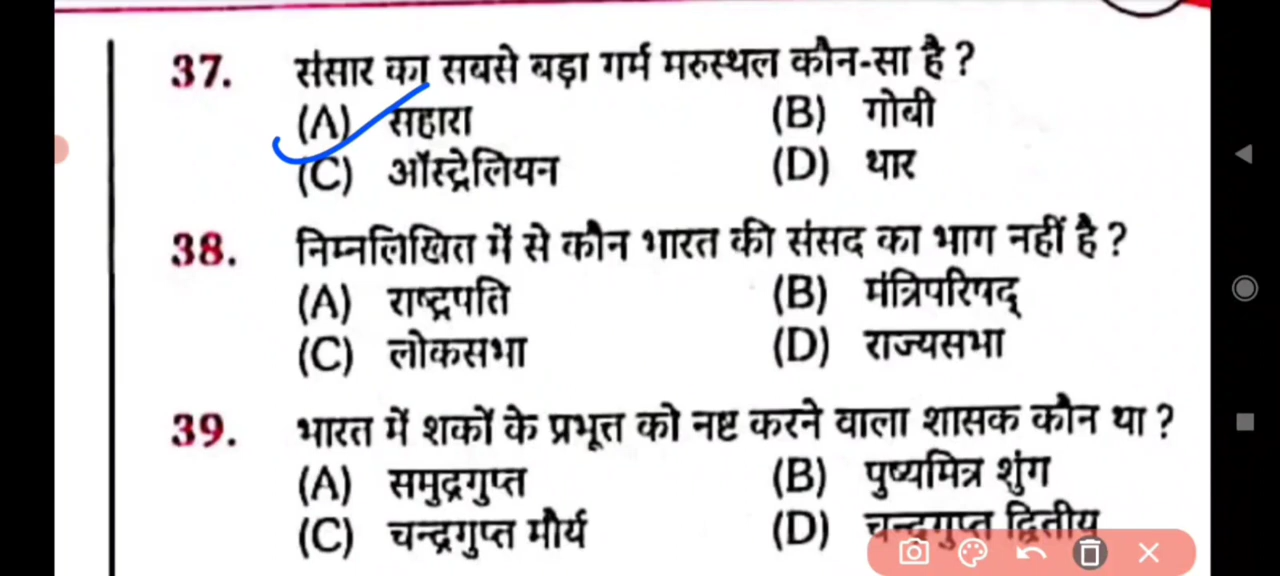 37. संसार का सबसे बड़ा गर्म मरुस्थल कौन-सा है ?
(A) सहारा (B) गोबी
(C) ऑस्ट्रेलियन (D) थार
38. निम्नलिखित में से कौन भारत की संसद का भाग नहीं है ?
(A) राष्ट्रपति (B) मंत्रिपरिषद्
(C) लोकसभा (D) राज्यसभा
39. भारत में शकों के प्रभूत्त को नष्ट करने वाला शासक कौन था ?
(A) समुद्रगुप्त (B) पुष्यमित्र शुंग
(C) चन्द्रगुप्त मौर्य (D) चन्द्रगुप्त द्वितीय